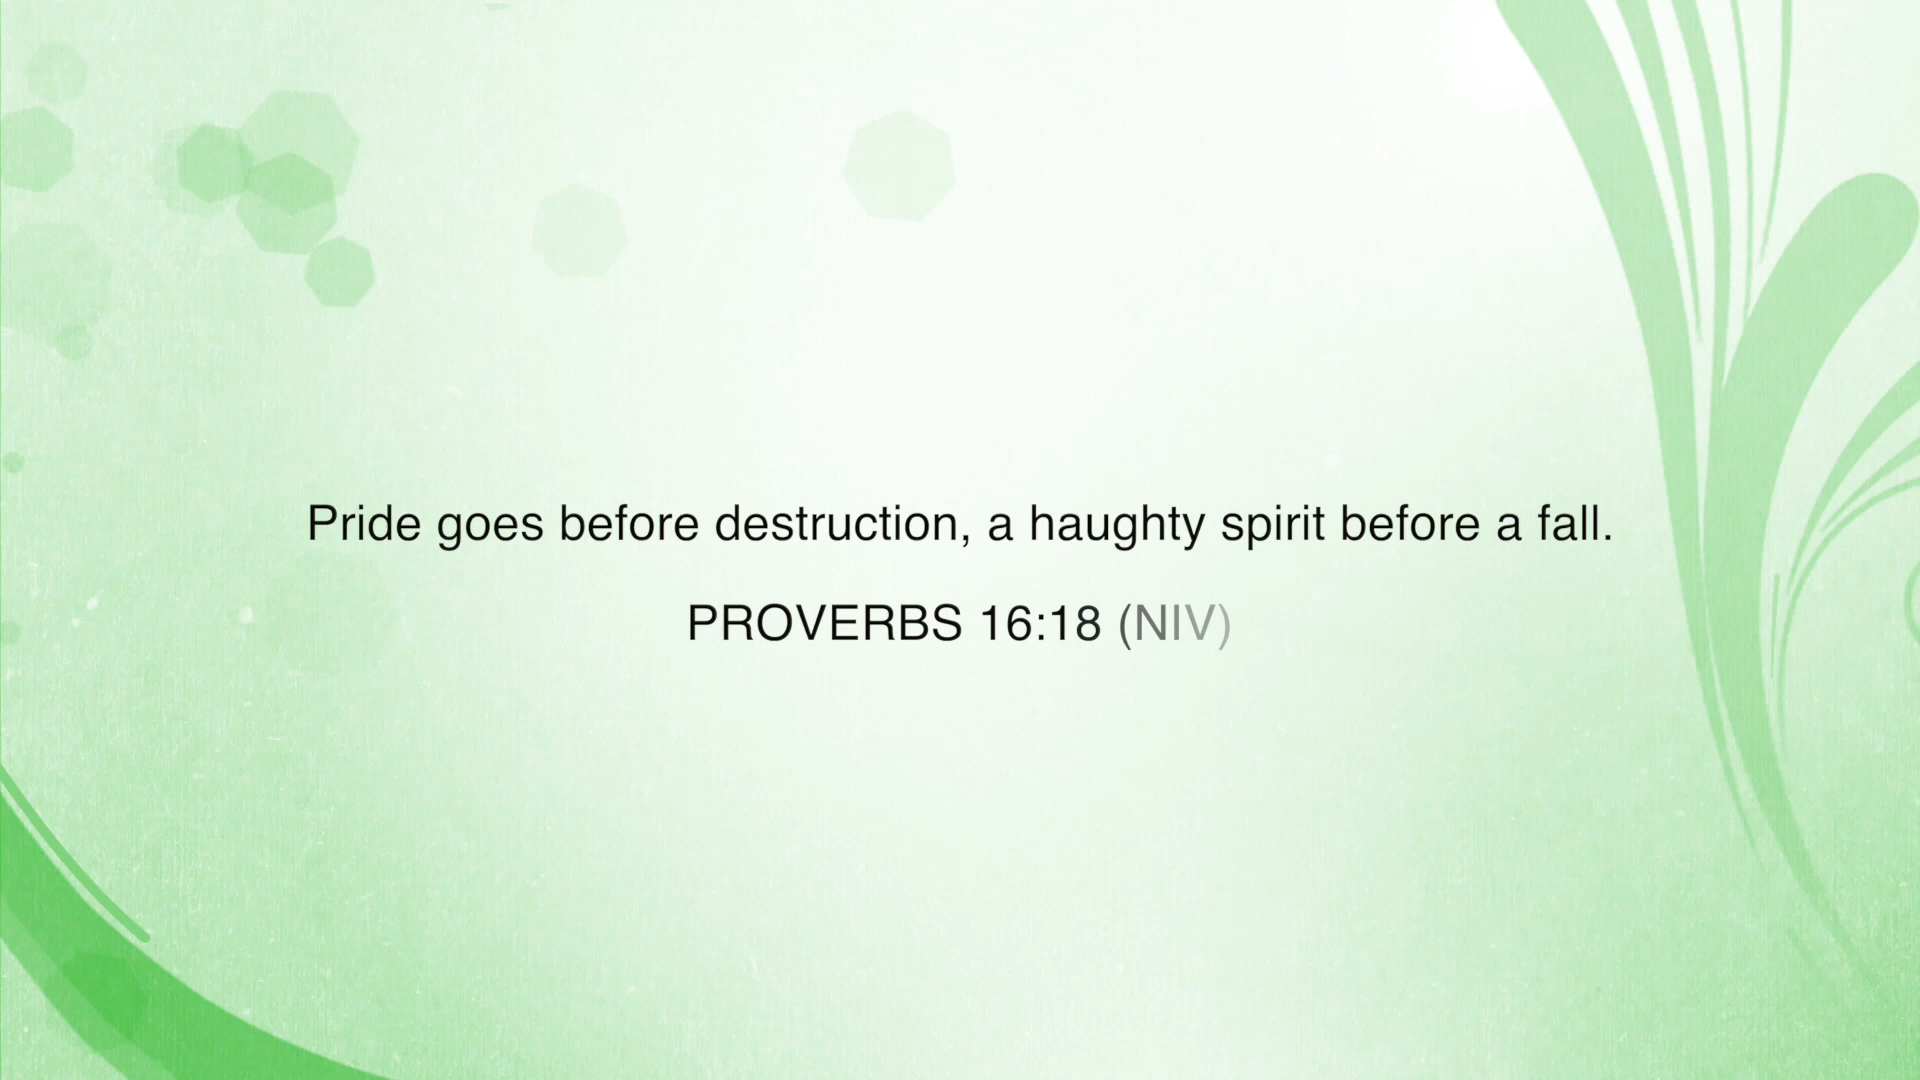 Pride goes before destruction, a haughty spirit before a fall.
PROVERBS 16:18 (NIV)